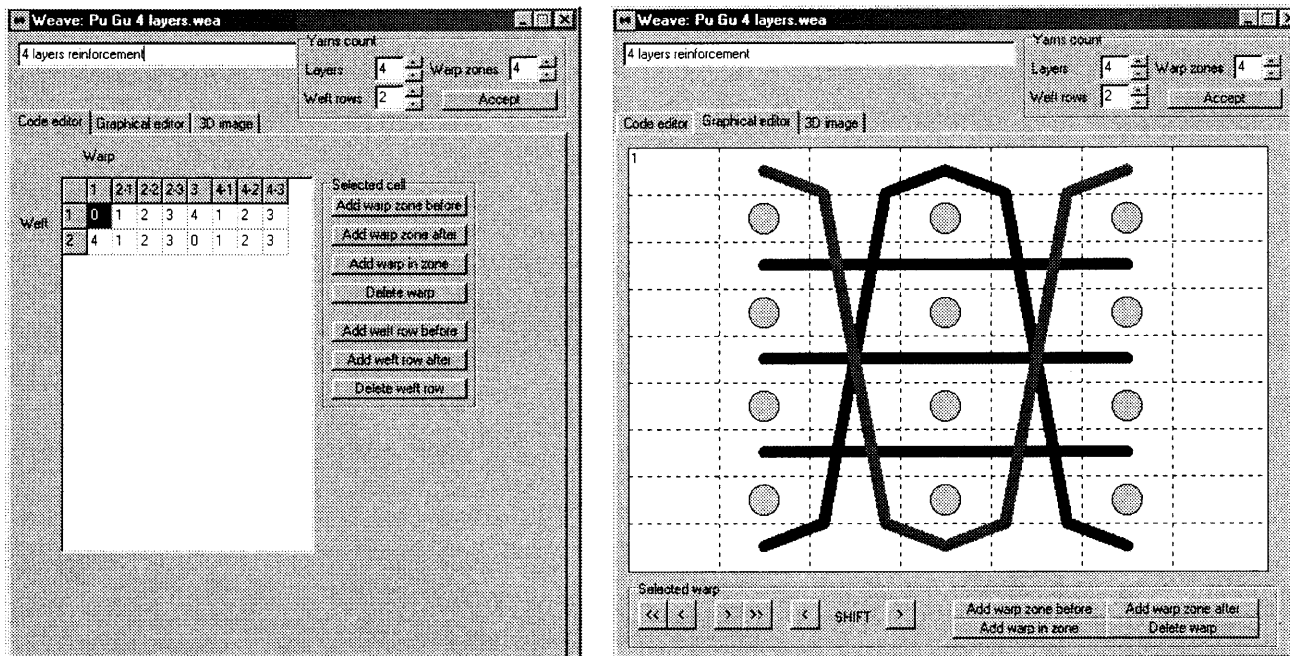 Weave: Pu Gu 4 layers.wea
4 layers reinforcement
Yarns count
Layers 4 Warp zones 4
Weft rows 2 Accept
Code editor Graphical editor 3D image
Warp
1 2-1 2-2 2-3 3 4-1 4-2 4-3
Weft 1 0 1 2 3 4 1 2 3
2 4 1 2 3 0 1 2 3
Selected cell
Add warp zone before
Add warp zone after
Add warp in zone
Delete warp
Add weft row before
Add weft row after
Delete weft row
Weave: Pu Gu 4 layers.wea
4 layers reinforcement
Yarns count
Layers 4 Warp zones 4
Weft rows 2 Accept
Code editor Graphical editor 3D image
1
Selected warp
<< < > >> < SHIFT >
Add warp zone before Add warp zone after
Add warp in zone Delete warp